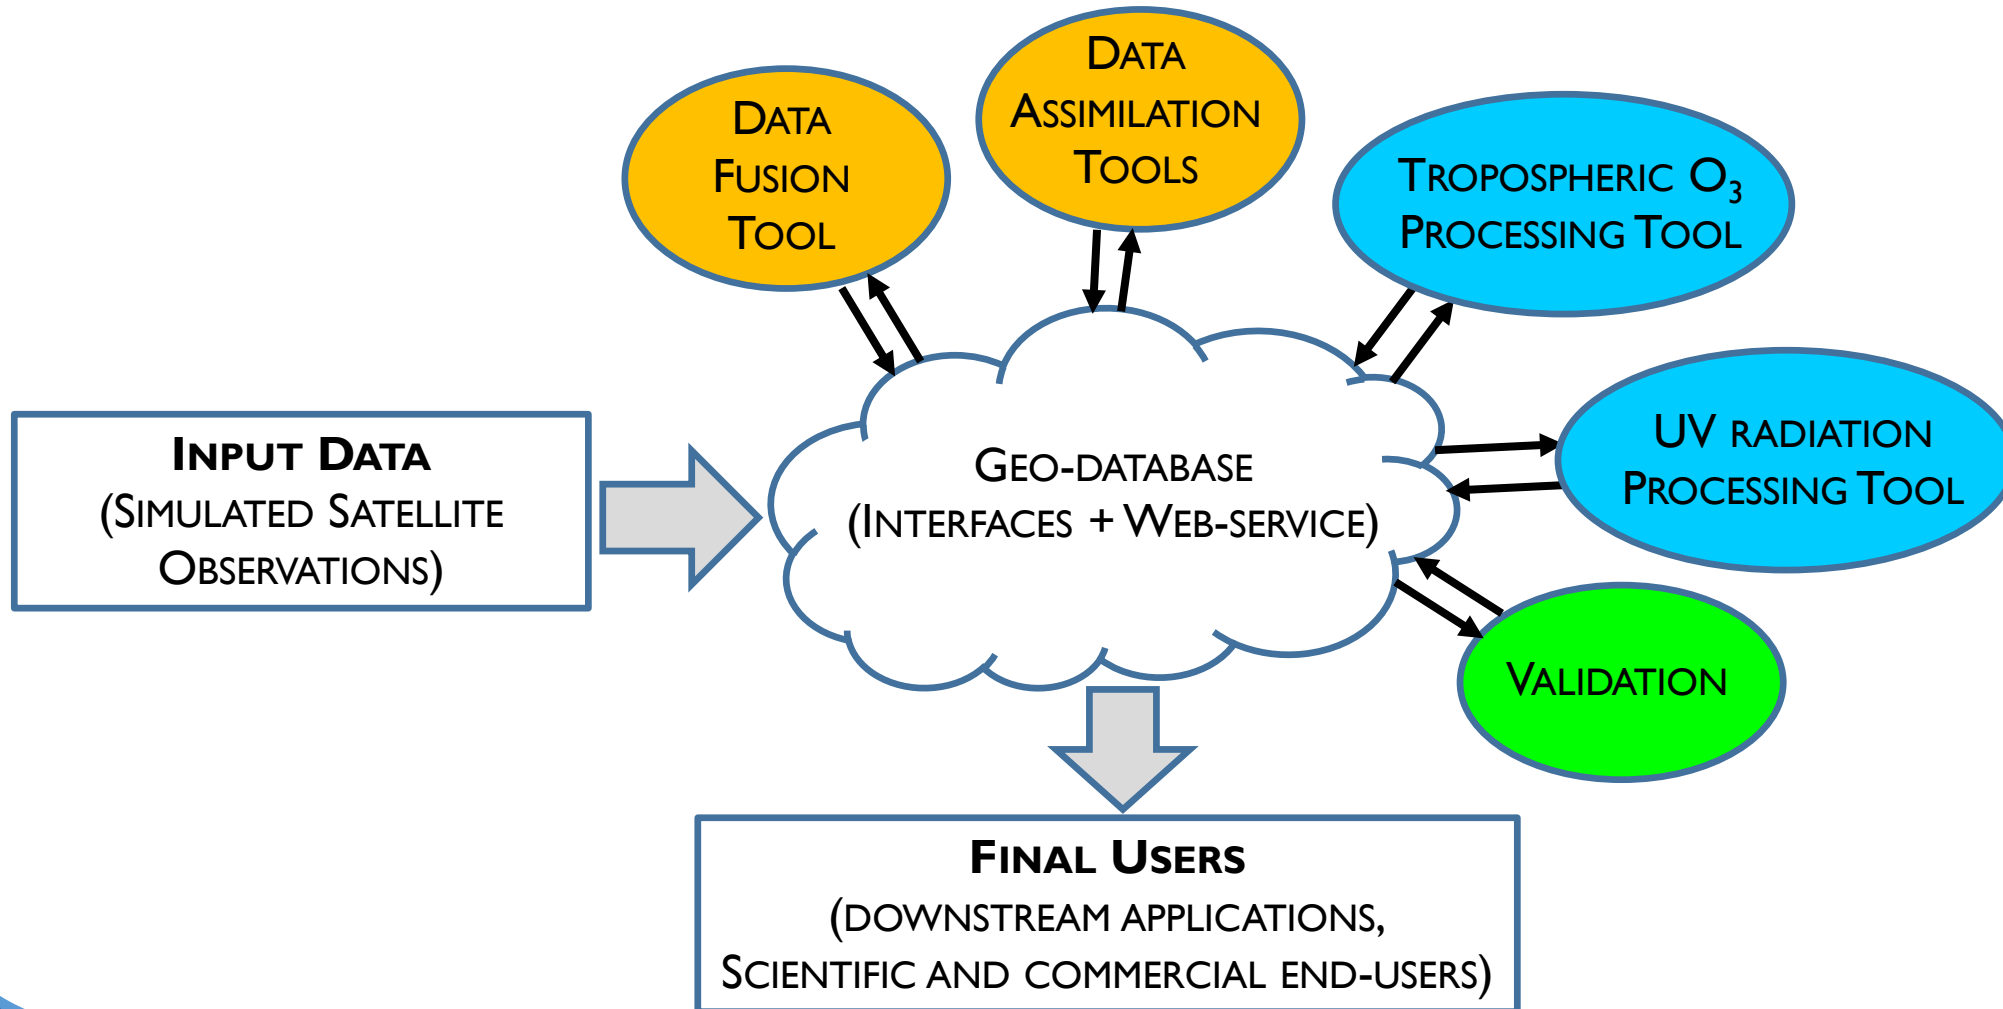 DATA
FUSION
TOOL
DATA
ASSIMILATION
TOOLS
TROPOSPHERIC O₃
PROCESSING TOOL
UV RADIATION
PROCESSING TOOL
VALIDATION
INPUT DATA
(SIMULATED SATELLITE
OBSERVATIONS)
GEO-DATABASE
(INTERFACES + WEB-SERVICE)
FINAL USERS
(DOWNSTREAM APPLICATIONS,
SCIENTIFIC AND COMMERCIAL END-USERS)